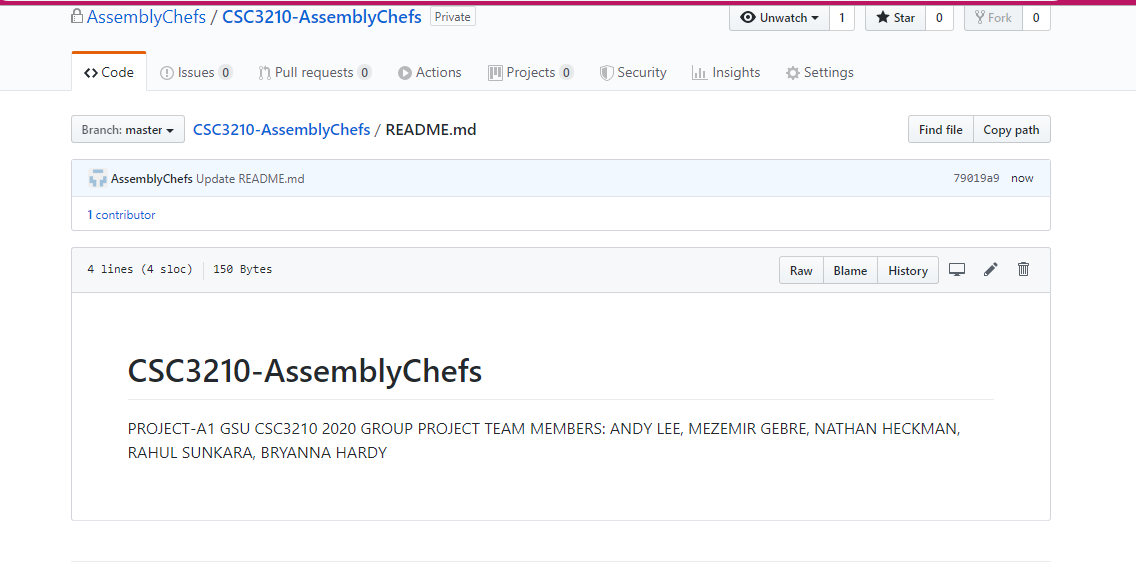 AssemblyChefs / CSC3210-AssemblyChefs Private Unwatch 1 Star 0 Fork 0
Code Issues 0 Pull requests 0 Actions Projects 0 Security Insights Settings
Branch: master CSC3210-AssemblyChefs / README.md Find file Copy path
AssemblyChefs Update README.md 79019a9 now
1 contributor
4 lines (4 sloc) 150 Bytes Raw Blame History
CSC3210-AssemblyChefs
PROJECT-A1 GSU CSC3210 2020 GROUP PROJECT TEAM MEMBERS: ANDY LEE, MEZEMIR GEBRE, NATHAN HECKMAN,
RAHUL SUNKARA, BRYANNA HARDY